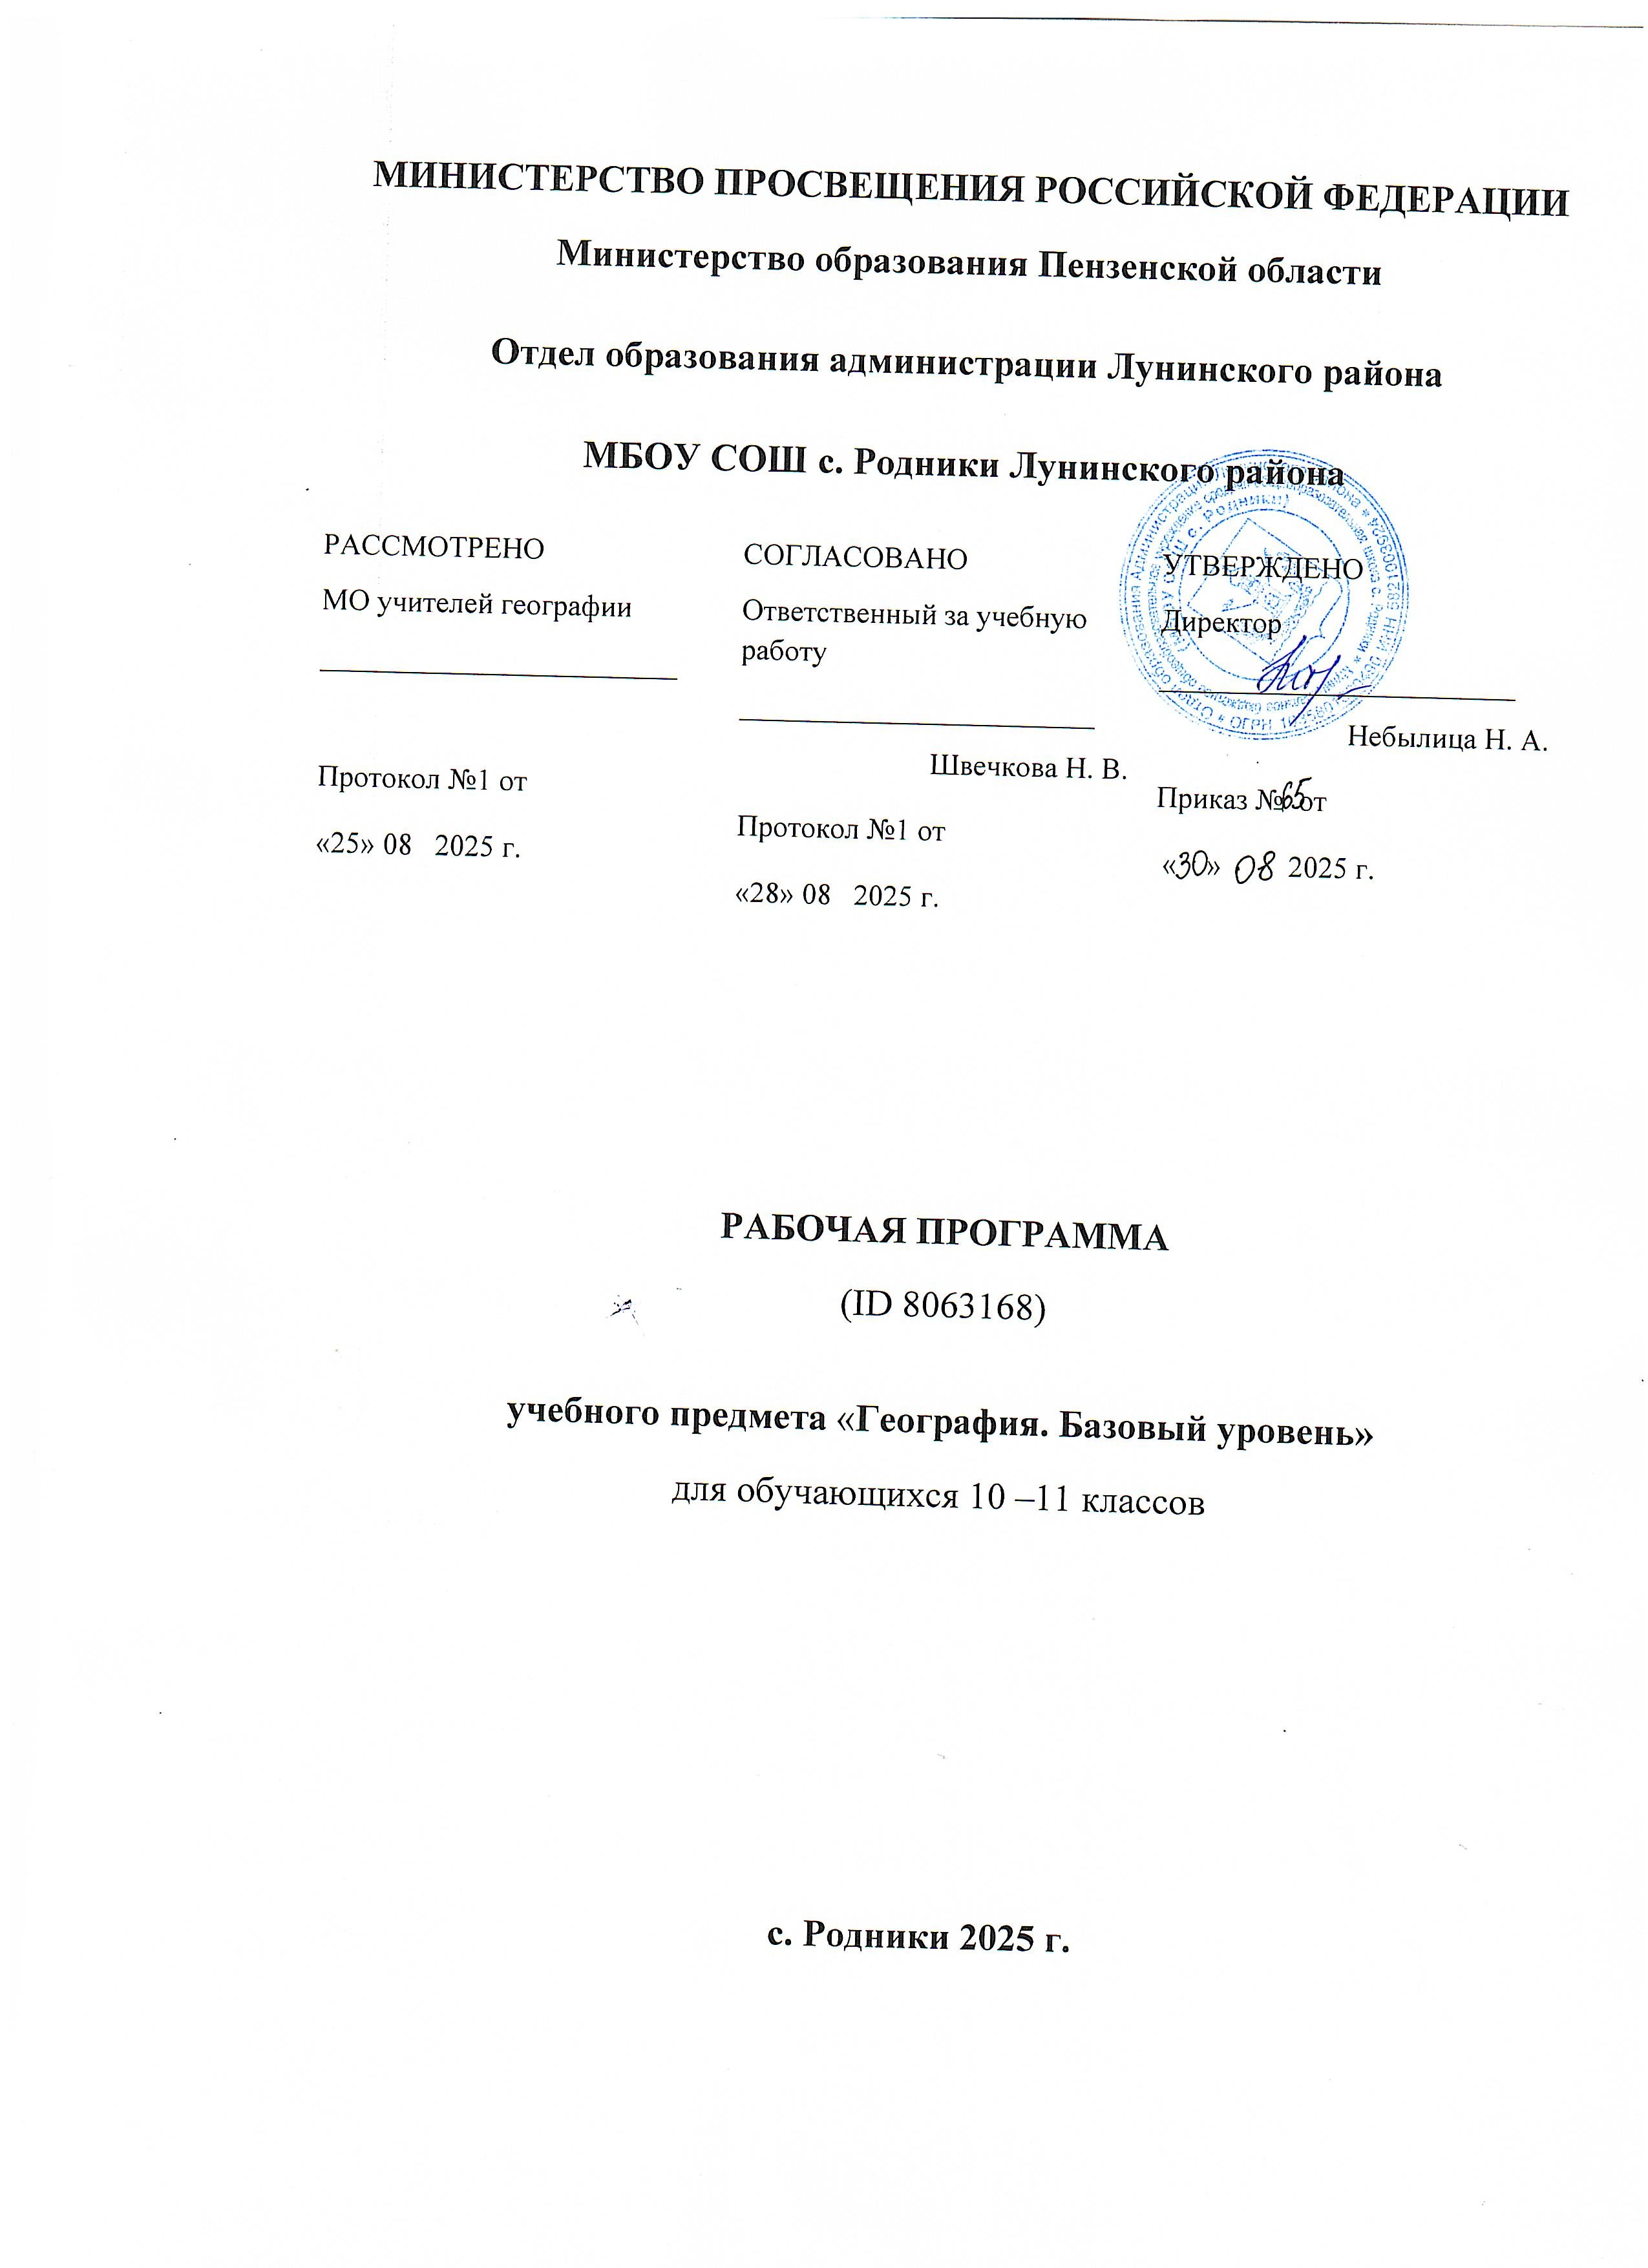 МИНИСТЕРСТВО ПРОСВЕЩЕНИЯ РОССИЙСКОЙ ФЕДЕРАЦИИ
Министерство образования Пензенской области
Отдел образования администрации Лунинского района
МБОУ СОШ с. Родники Лунинского района
РАССМОТРЕНО
МО учителей географии
Протокол №1 от
«25» 08 2025 г.
СОГЛАСОВАНО
Ответственный за учебную
работу
Швечкова Н. В.
Протокол №1 от
«28» 08 2025 г.
УТВЕРЖДЕНО
Директор
Небылица Н. А.
Приказ №65 от
«30» 08 2025 г.
РАБОЧАЯ ПРОГРАММА
(ID 8063168)
учебного предмета «География. Базовый уровень»
для обучающихся 10 –11 классов
с. Родники 2025 г.